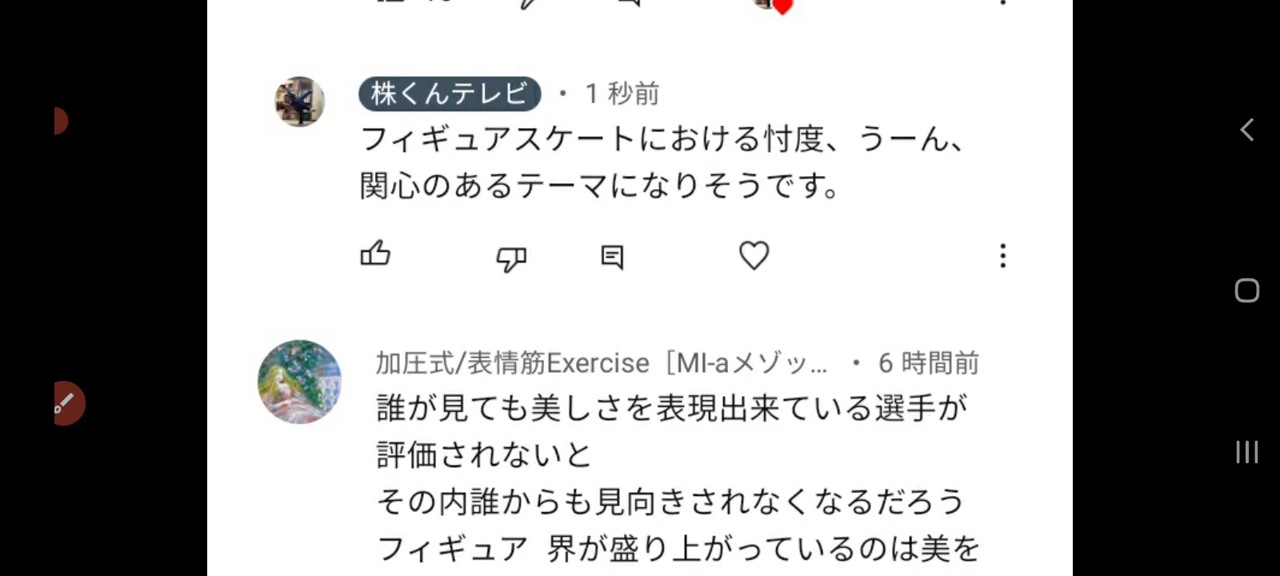 株くんテレビ ・ 1 秒前
フィギュアスケートにおける忖度、うーん、
関心のあるテーマになりそうです。
加圧式/表情筋Exercise［MI-aメゾッ... ・ 6 時間前
誰が見ても美しさを表現出来ている選手が
評価されないと
その内誰からも見向きされなくなるだろう
フィギュア 界が盛り上がっているのは美を